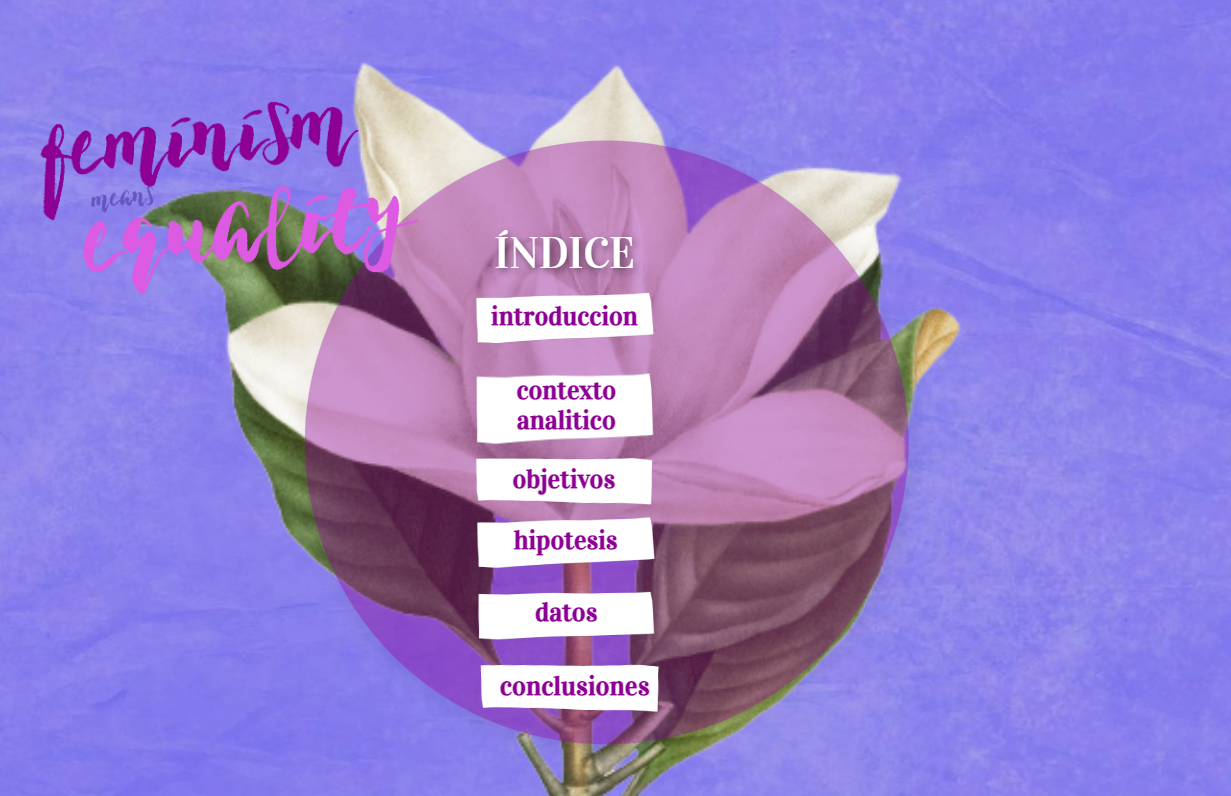 feminism
means
equality
ÍNDICE
introduccion
contexto
analitico
objetivos
hipotesis
datos
conclusiones